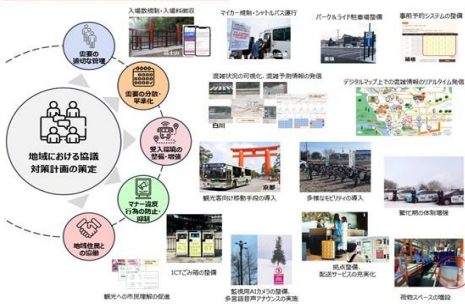 入場数規制・入場料徴収
マイカー規制・シャトルバス運行
パーク＆ライド駐車場整備
事前予約システムの整備
需要の
適切な管理
混雑状況の可視化、混雑予測情報の発信
デジタルマップ上での混雑情報のリアルタイム発信
需要の分散・
平準化
白川
地域における協議
対策計画の策定
受入環境の
整備・増強
京都
観光客向け移動手段の導入
多様なモビリティの導入
繁忙期の体制増強
マナー違反
行為の防止・
抑制
地域住民との
協働
ICTごみ箱の整備
監視用AIカメラの整備、
多言語音声アナウンスの実施
拠点整備、
配送サービスの充実化
荷物スペースの増設
観光への市民理解の促進